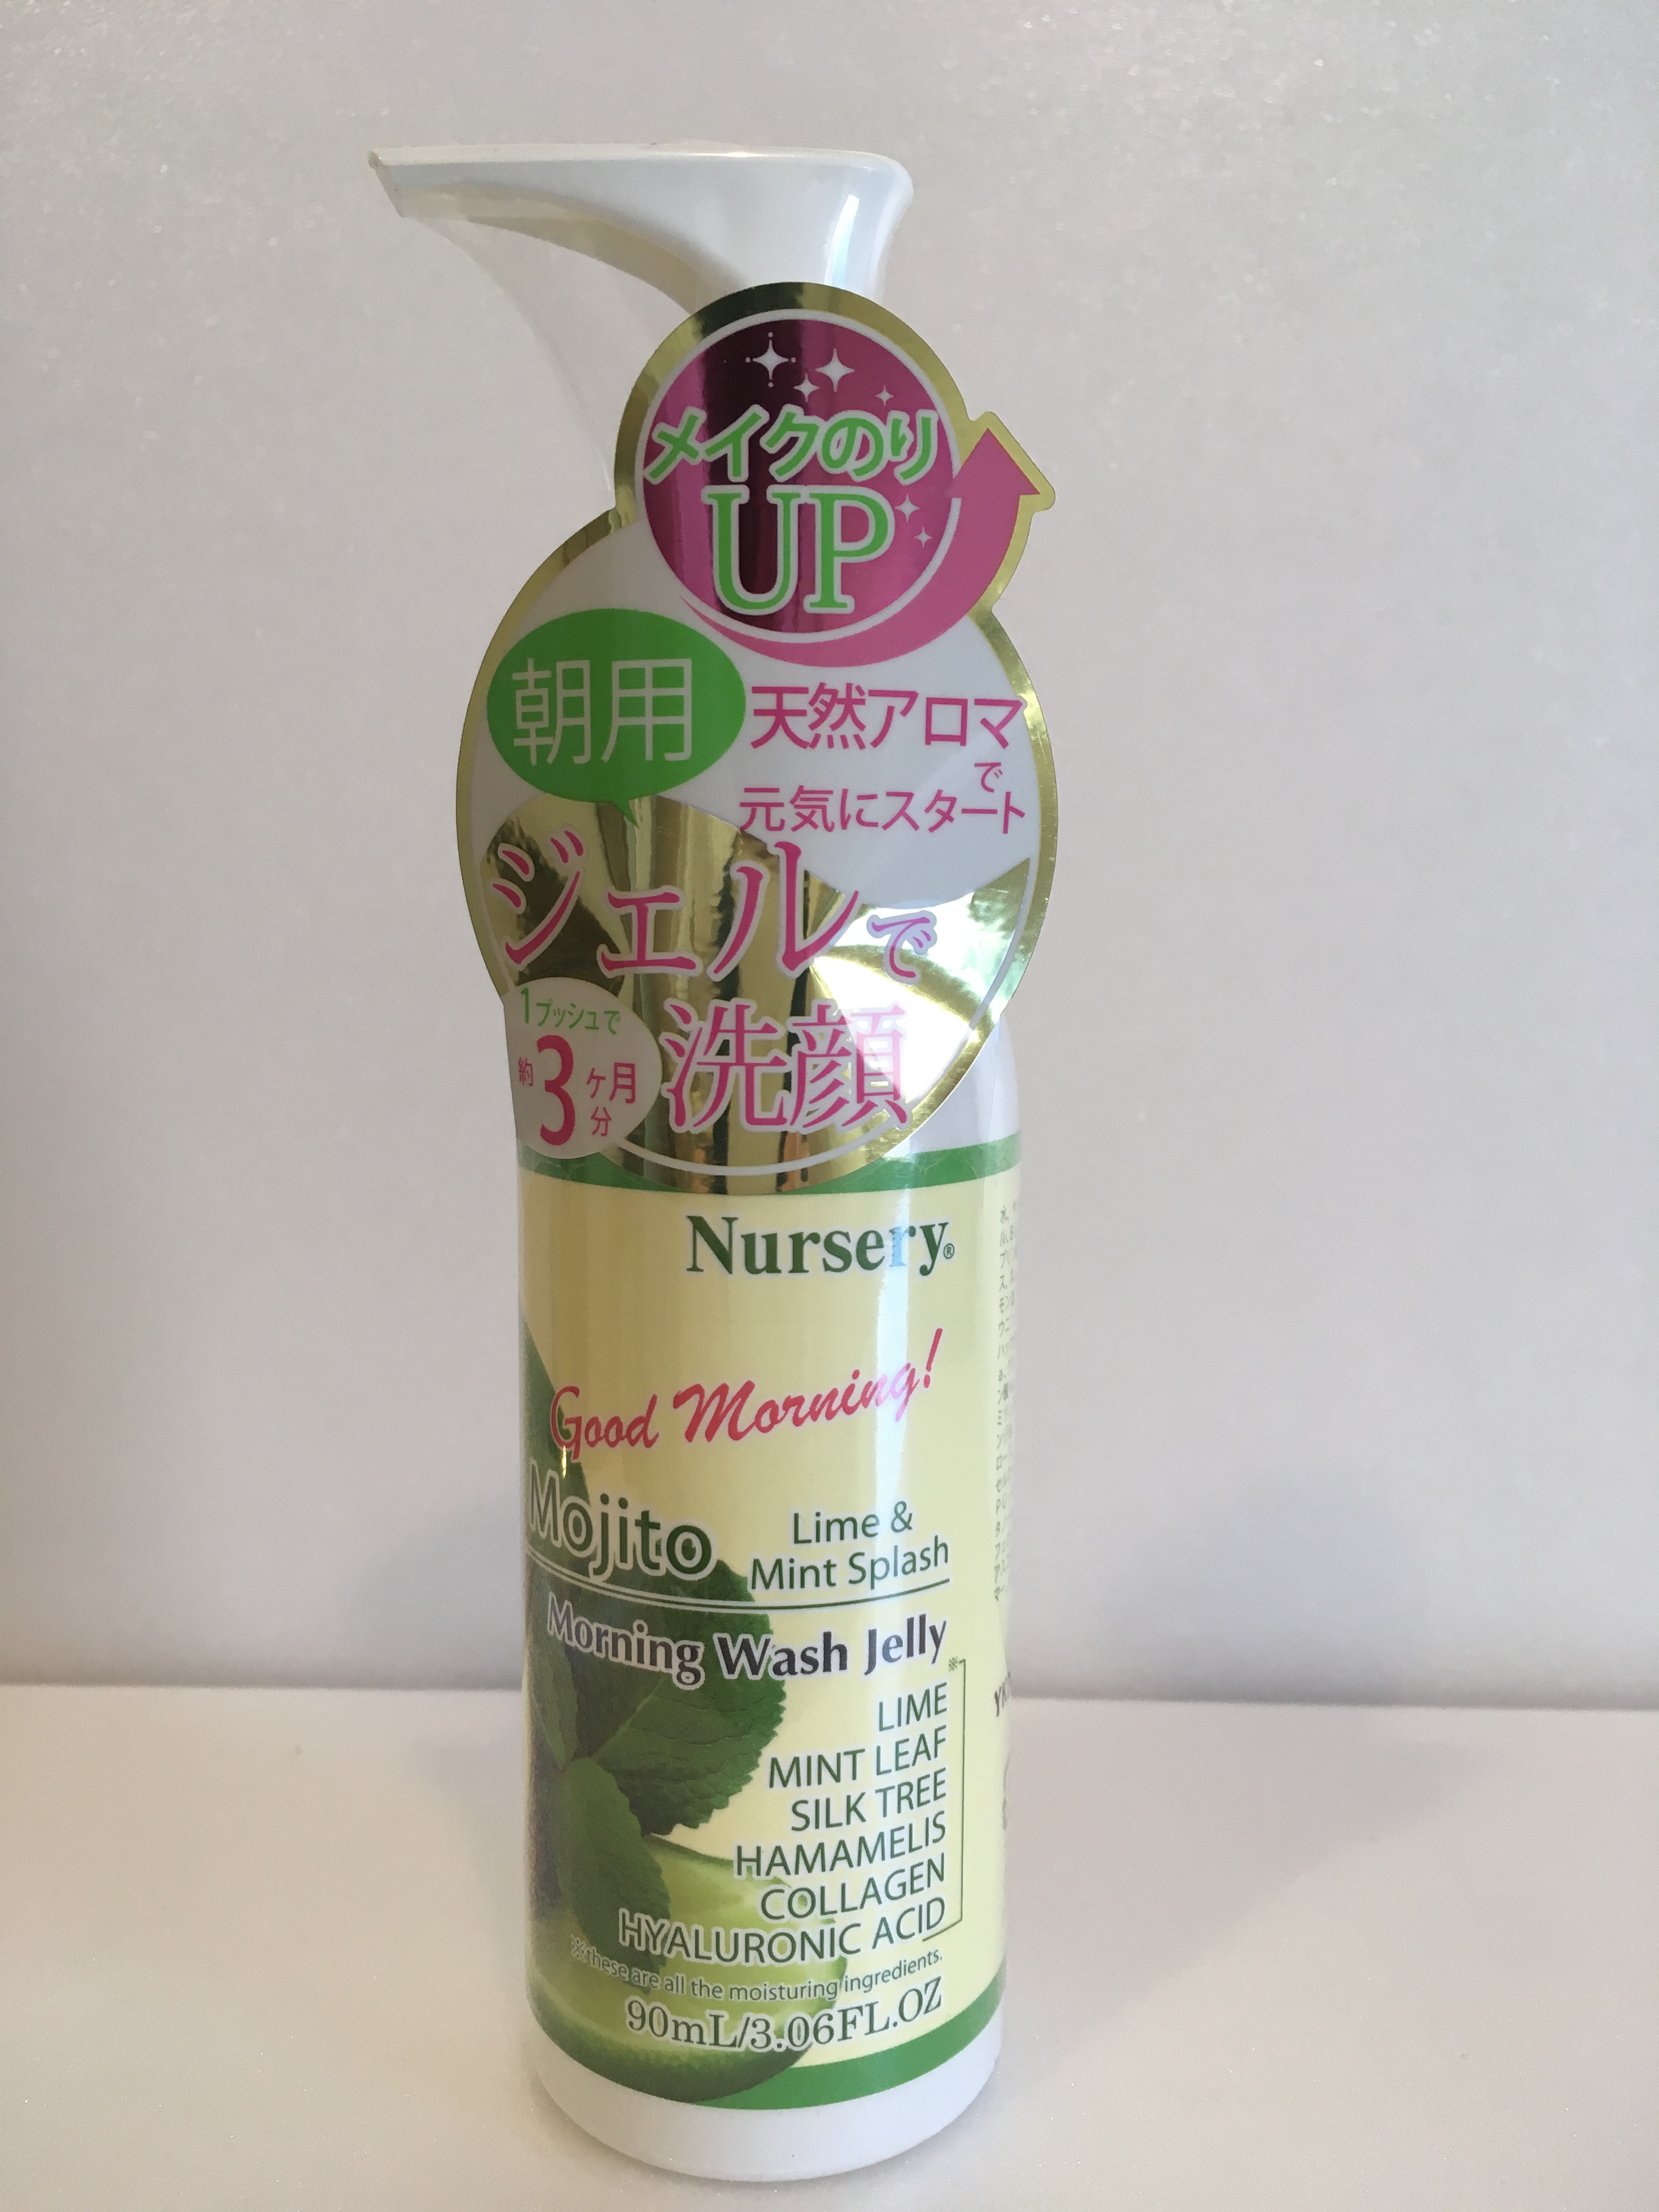 メイクのり
UP
朝用
天然アロマ
で
元気にスタート
ジェルで
洗顔
1プッシュで
約3ヶ月
分
Nursery®
Good Morning!
Mojito
Lime &
Mint Splash
Morning Wash Jelly
※
LIME
MINT LEAF
SILK TREE
HAMAMELIS
COLLAGEN
HYALURONIC ACID
※these are all the moisturing ingredients.
90mL/3.06FL.OZ